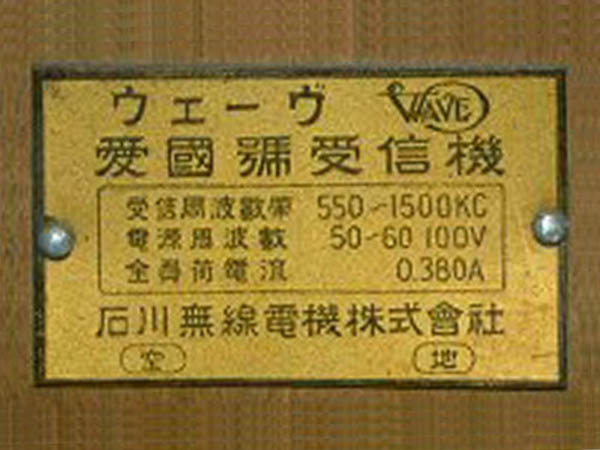 ウェーヴ WAVE
愛國號受信機
受信周波數帶 550~1500KC
電源周波數 50~60 100V
全負荷電流 0.380A
石川無線電機株式會社
空 地